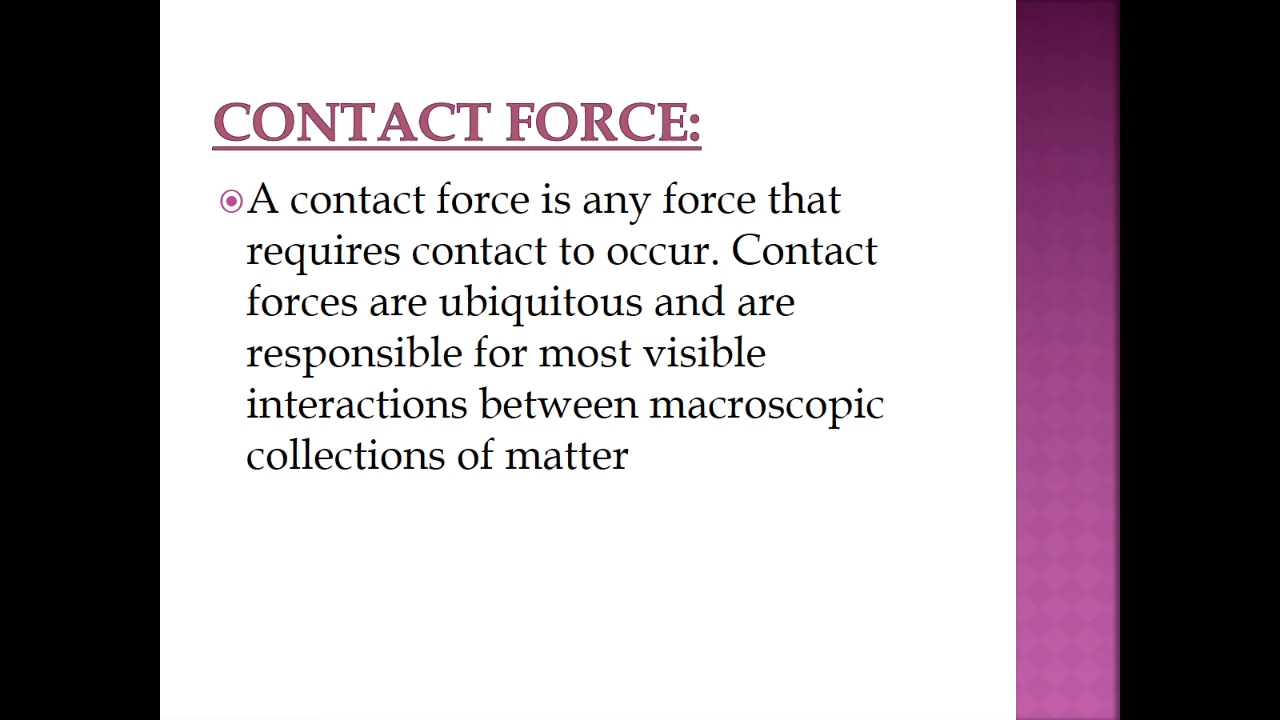 CONTACT FORCE:
A contact force is any force that
requires contact to occur. Contact
forces are ubiquitous and are
responsible for most visible
interactions between macroscopic
collections of matter